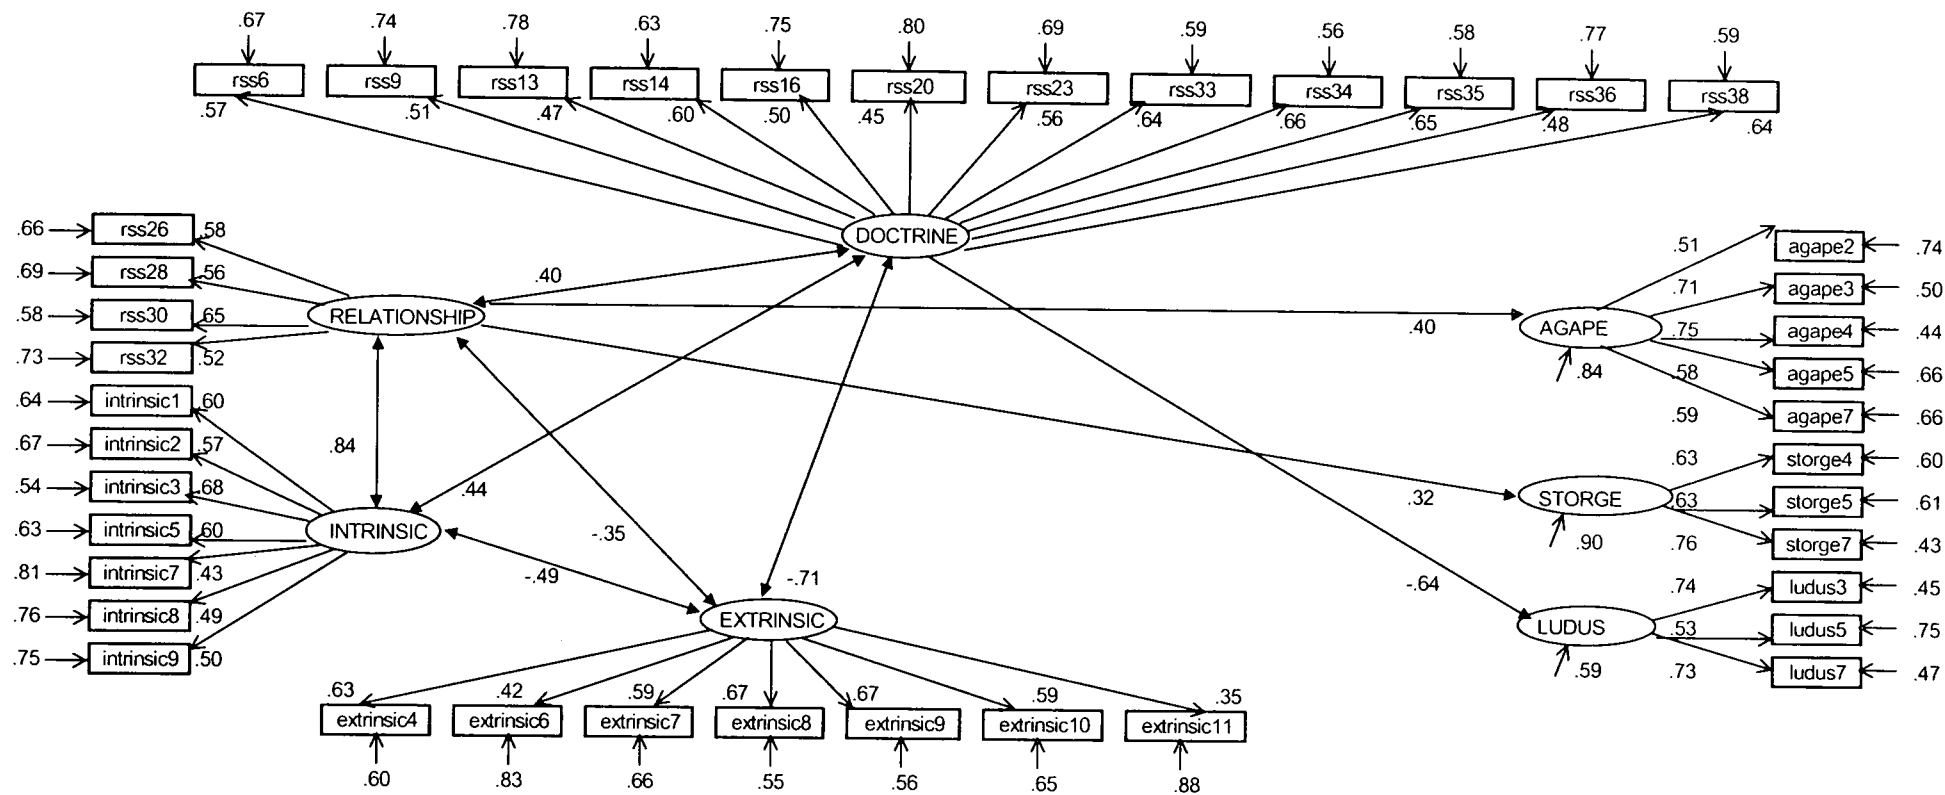 .67 .74 .78 .63 .75 .80 .69 .59 .56 .58 .77 .59
rss6 rss9 rss13 rss14 rss16 rss20 rss23 rss33 rss34 rss35 rss36 rss38
.57 .51 .47 .60 .50 .45 .56 .64 .66 .65 .48 .64
DOCTRINE
.66 rss26 .58
.69 rss28 .56
.58 rss30 .65
.73 rss32 .52
RELATIONSHIP
.40
.40
.64 intrinsic1 .60
.67 intrinsic2 .57
.54 intrinsic3 .68
.63 intrinsic5 .60
.81 intrinsic7 .43
.76 intrinsic8 .49
.75 intrinsic9 .50
INTRINSIC
.84
.44
-.35
-.49
-.71
.32
-.64
AGAPE
.84
.51 agape2 .74
.71 agape3 .50
.75 agape4 .44
.58 agape5 .66
.59 agape7 .66
STORGE
.90
.63 storge4 .60
.63 storge5 .61
.76 storge7 .43
LUDUS
.59
.74 ludus3 .45
.53 ludus5 .75
.73 ludus7 .47
EXTRINSIC
.63 .42 .59 .67 .67 .59 .35
extrinsic4 extrinsic6 extrinsic7 extrinsic8 extrinsic9 extrinsic10 extrinsic11
.60 .83 .66 .55 .56 .65 .88